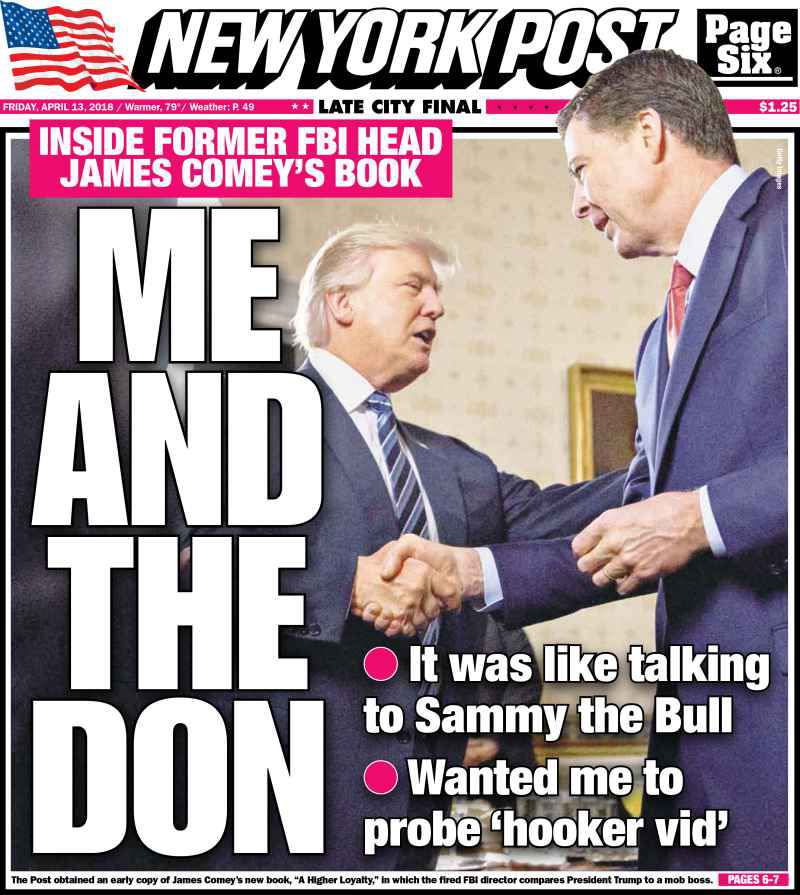 NEW YORK POST
Page
Six®
FRIDAY, APRIL 13, 2018 / Warmer, 79° / Weather: P. 49
★★ LATE CITY FINAL
$1.25
INSIDE FORMER FBI HEAD
JAMES COMEY'S BOOK
Getty Images
ME
AND
THE
DON
It was like talking
to Sammy the Bull
Wanted me to
probe ‘hooker vid’
The Post obtained an early copy of James Comey's new book, “A Higher Loyalty,” in which the fired FBI director compares President Trump to a mob boss. PAGES 6-7